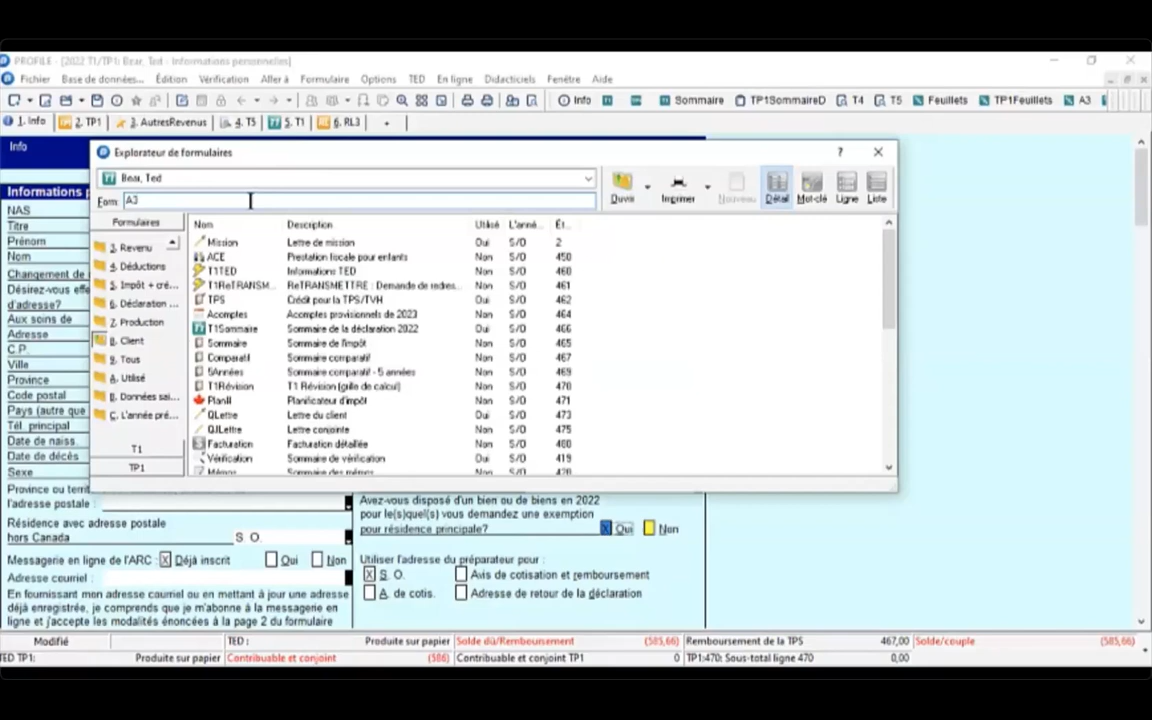 PROFILE - [2022 T1/TP1: Bear, Ted - Informations personnelles]
Fichier Base de données... Édition Vérification Aller à Formulaire Options TED En ligne Didacticiels Fenêtre Aide
Info Sommaire TP1SommaireD T4 T5 Feuillets TP1Feuillets A3
1. Info 2. TP1 3. AutresRevenus 4. T5 5. T1 6. RL3 +
Info
Explorateur de formulaires ?
Bear, Ted
Form: A3
Ouvrir Imprimer Nouveau Détail Mot-clé Ligne Liste
Formulaires
3. Revenu
4. Déductions
5. Impôt + cré...
6. Déclaration ...
7. Production
8. Client
9. Tous
A. Utilisé
B. Données sai...
C. L'année pré...
T1
TP1
Nom Description Utilisé L'anné... Ét...
Mission Lettre de mission Oui S/O 2
ACE Prestation fiscale pour enfants Non S/O 450
T1TED Informations TED Non S/O 460
T1ReTRANSM... ReTRANSMETTRE : Demande de redres... Non S/O 461
TPS Crédit pour la TPS/TVH Oui S/O 462
Acomptes Acomptes provisionnels de 2023 Non S/O 464
T1Sommaire Sommaire de la déclaration 2022 Oui S/O 466
Sommaire Sommaire de l'impôt Non S/O 465
Comparatif Sommaire comparatif Non S/O 467
5Années Sommaire comparatif - 5 années Non S/O 469
T1Révision T1 Révision (grille de calcul) Non S/O 470
PlanII Planificateur d'impôt Non S/O 471
QLettre Lettre du client Oui S/O 473
QJLettre Lettre conjointe Non S/O 475
Facturation Facturation détaillée Non S/O 480
Vérification Sommaire de vérification Oui S/O 419
Mémos Sommaire des mémos Non S/O 420
Informations p
NAS
Titre
Prénom
Nom
Changement de
Désirez-vous effe
d'adresse?
Aux soins de
Adresse
C.P.
Ville
Province
Code postal
Pays (autre que
Tél. principal
Date de naiss.
Date de décès
Sexe
Province ou territ
l'adresse postale :
Résidence avec adresse postale
hors Canada S. O.
Messagerie en ligne de l'ARC : X Déjà inscrit Oui Non
Adresse courriel :
En fournissant mon adresse courriel ou en mettant à jour une adresse
déjà enregistrée, je comprends que je m'abonne à la messagerie en
ligne et j'accepte les modalités énoncées à la page 2 du formulaire
Avez-vous disposé d'un bien ou de biens en 2022
pour le(s)quel(s) vous demandez une exemption
pour résidence principale? X Oui Non
Utiliser l'adresse du préparateur pour :
X S. O. Avis de cotisation et remboursement
A. de cotis. Adresse de retour de la déclaration
Modifié TED : Produite sur papier Solde dû/Remboursement (585,66) Remboursement de la TPS 467,00 Solde/couple (585,66)
TED TP1: Produite sur papier Contribuable et conjoint (586) Contribuable et conjoint TP1 0 TP1:470: Sous-total ligne 470 0,00